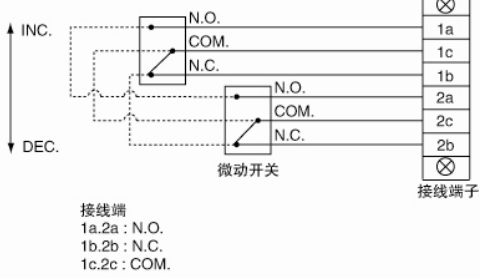 INC.
DEC.
N.O.
COM.
N.C.
N.O.
COM.
N.C.
微动开关
1a
1c
1b
2a
2c
2b
接线端子
接线端
1a.2a : N.O.
1b.2b : N.C.
1c.2c : COM.